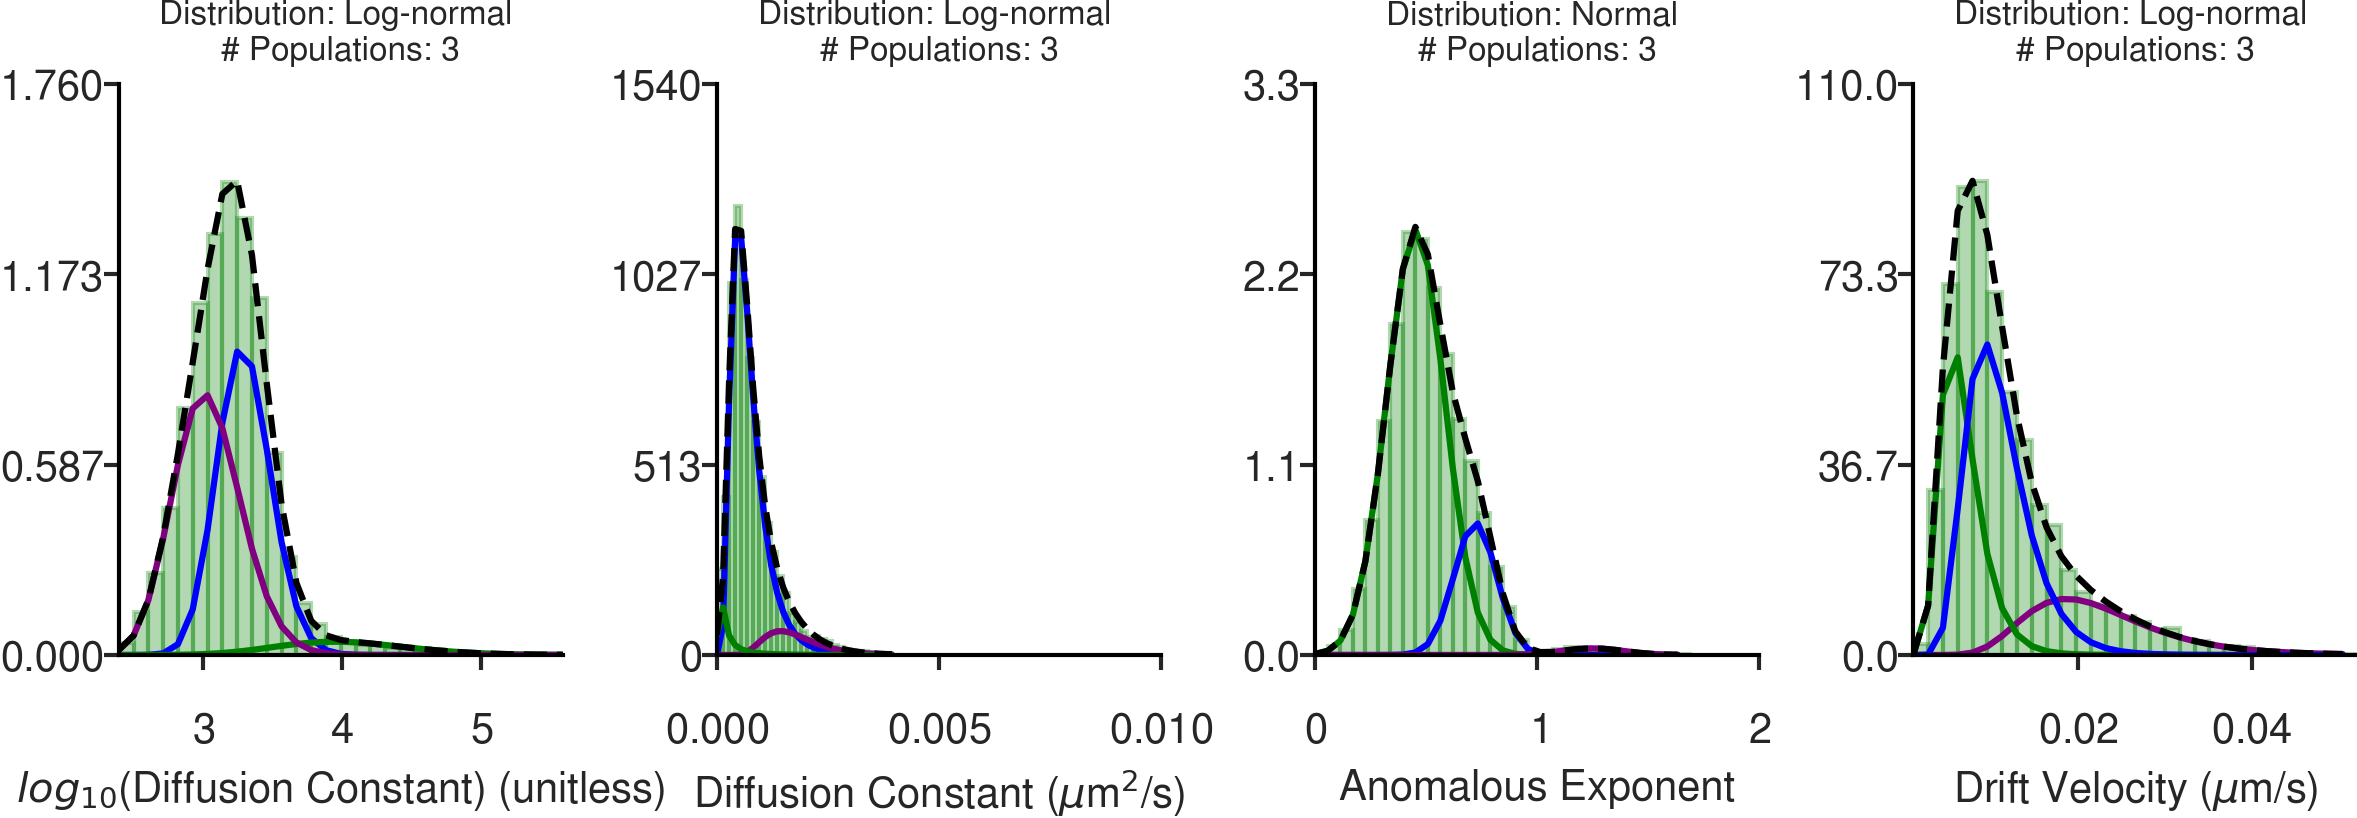 Distribution: Log-normal
# Populations: 3
1.760
1.173
0.587
0.000
3 4 5
log₁₀(Diffusion Constant) (unitless)
Distribution: Log-normal
# Populations: 3
1540
1027
513
0
0.000 0.005 0.010
Diffusion Constant (μm²/s)
Distribution: Normal
# Populations: 3
3.3
2.2
1.1
0.0
0 1 2
Anomalous Exponent
Distribution: Log-normal
# Populations: 3
110.0
73.3
36.7
0.0
0.02 0.04
Drift Velocity (μm/s)